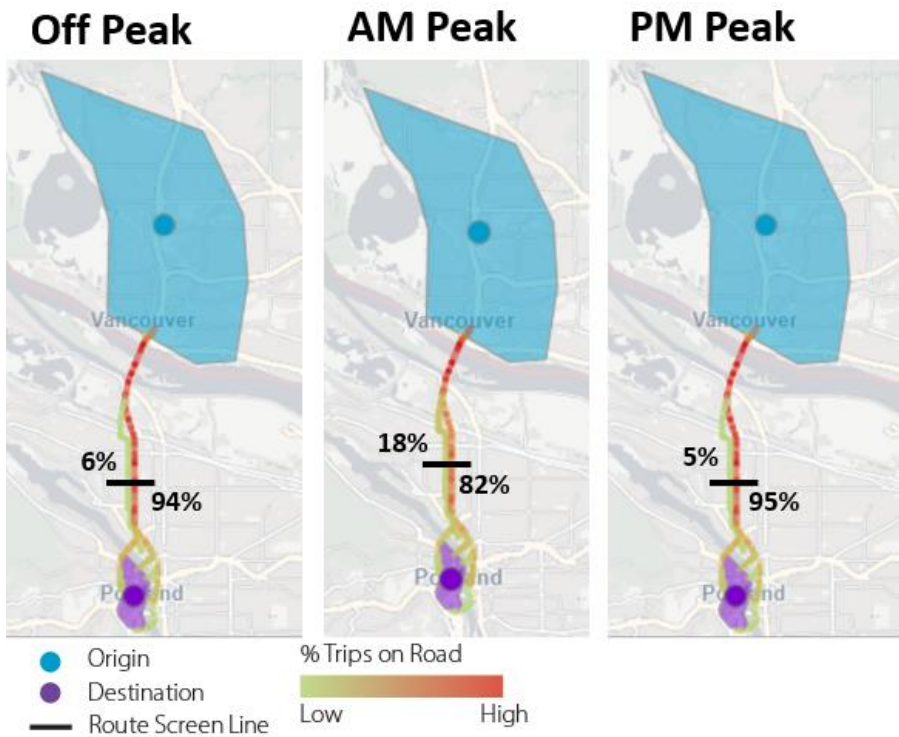 Off Peak
AM Peak
PM Peak
Vancouver
Vancouver
Vancouver
6%
94%
18%
82%
5%
95%
Portland
Portland
Portland
Origin
Destination
Route Screen Line
% Trips on Road
Low
High